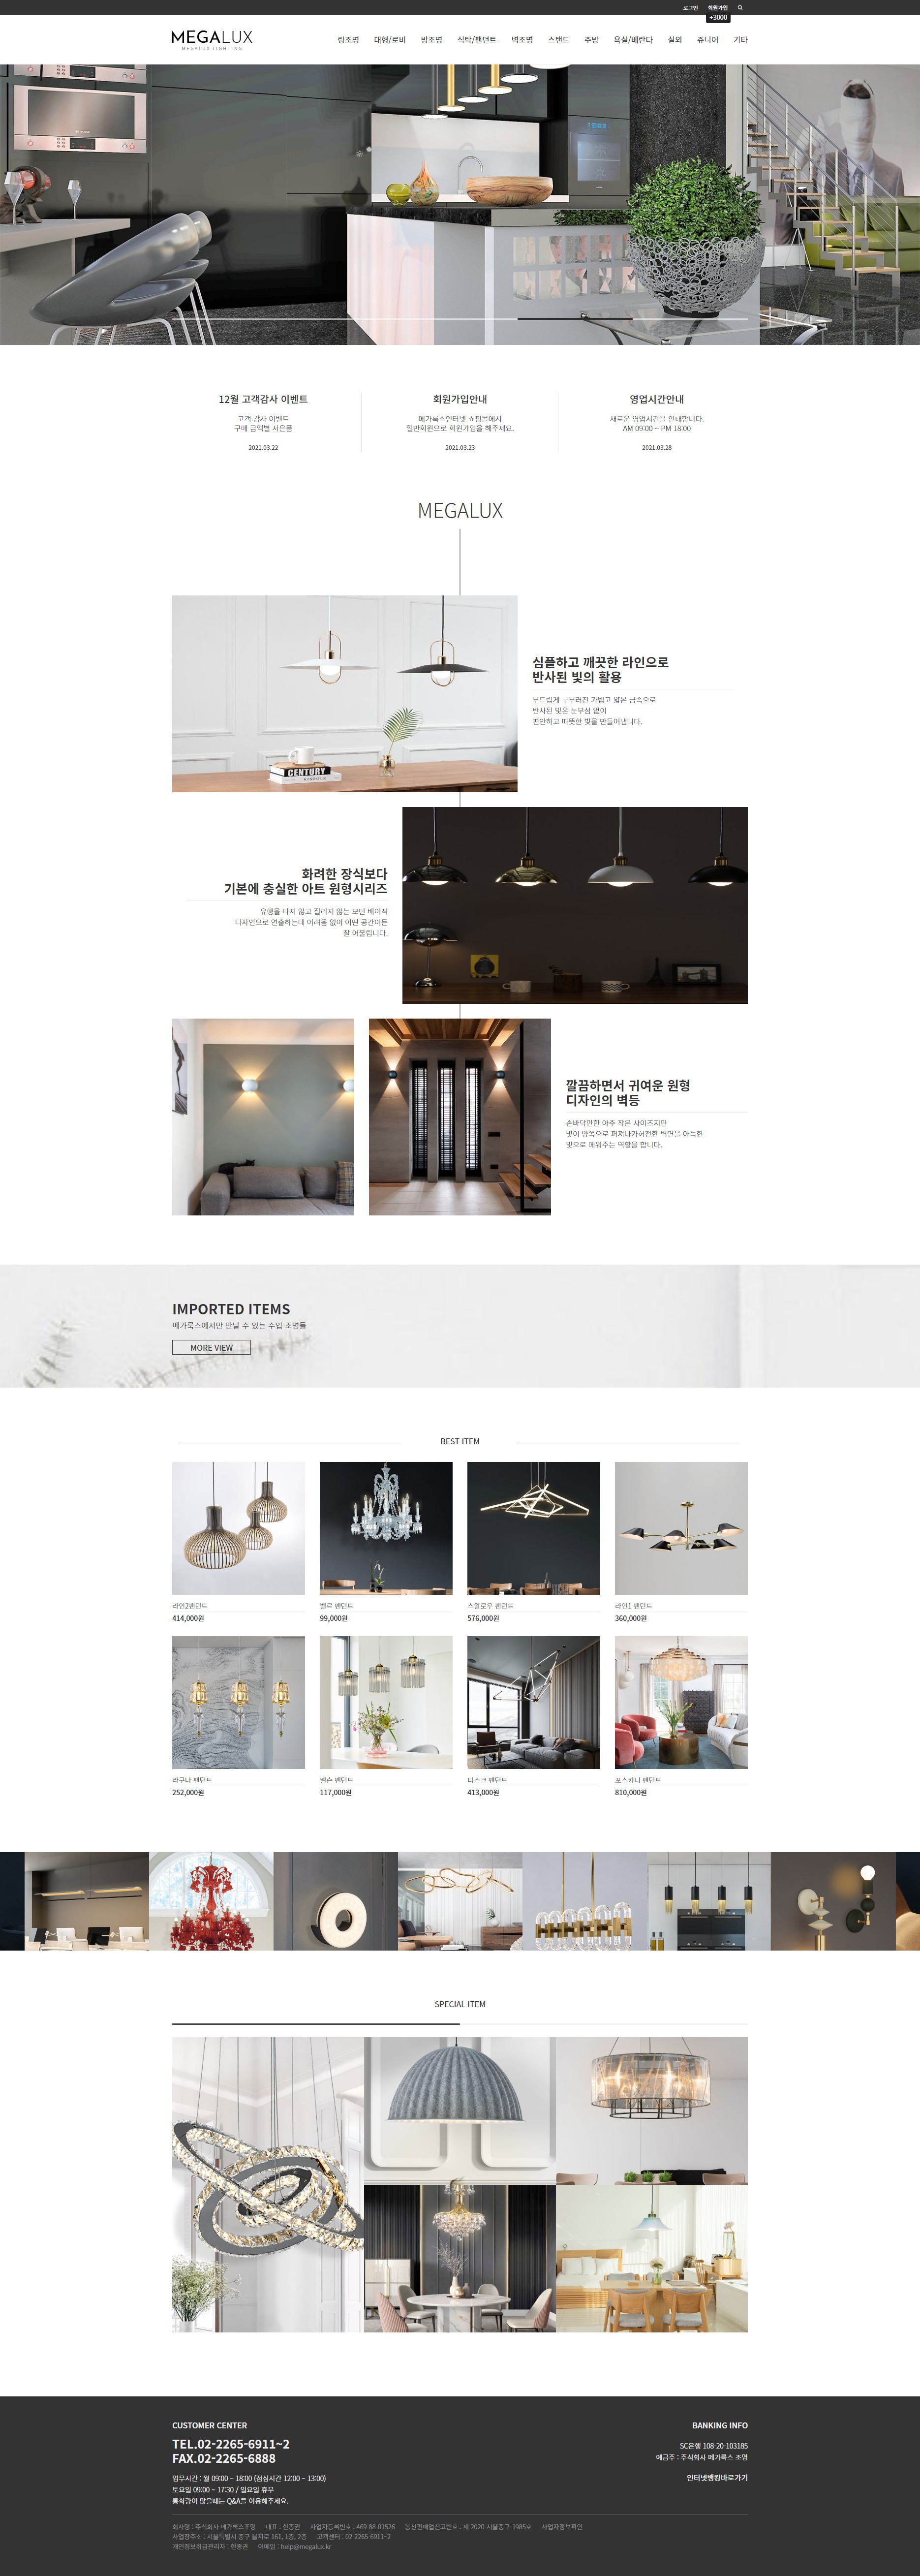 로그인 회원가입
+3000
MEGALUX
MEGALUX LIGHTING
링조명 대형/로비 방조명 식탁/팬던트 벽조명 스탠드 주방 욕실/베란다 실외 쥬니어 기타
12월 고객감사 이벤트
고객 감사 이벤트
구매 금액별 사은품
2021.03.22
회원가입안내
메가룩스인터넷 쇼핑몰에서
일반회원으로 회원가입을 해주세요.
2021.03.23
영업시간안내
새로운 영업시간을 안내합니다.
AM 09:00 ~ PM 18:00
2021.03.28
MEGALUX
심플하고 깨끗한 라인으로
반사된 빛의 활용
부드럽게 구부러진 가볍고 얇은 금속으로
반사된 빛은 눈부심 없이
편안하고 따뜻한 빛을 만들어냅니다.
CENTURY
화려한 장식보다
기본에 충실한 아트 원형시리즈
유행을 타지 않고 질리지 않는 모던 베이직
디자인으로 연출하는데 어려움 없이 어떤 공간이든
잘 어울립니다.
깔끔하면서 귀여운 원형
디자인의 벽등
손바닥만한 아주 작은 사이즈지만
빛이 양쪽으로 퍼져나가허전한 벽면을 아늑한
빛으로 메워주는 역할을 합니다.
IMPORTED ITEMS
메가룩스에서만 만날 수 있는 수입 조명들
MORE VIEW
BEST ITEM
라인2팬던트
414,000원
벨르 팬던트
99,000원
스왈로우 팬던트
576,000원
라인1 팬던트
360,000원
라구나 팬던트
252,000원
넬슨 팬던트
117,000원
디스크 팬던트
413,000원
포스카니 팬던트
810,000원
SPECIAL ITEM
CUSTOMER CENTER
TEL.02-2265-6911~2
FAX.02-2265-6888
업무시간 : 월 09:00 ~ 18:00 (점심시간 12:00 ~ 13:00)
토요일 09:00 ~ 17:30 / 일요일 휴무
통화량이 많을때는 Q&A를 이용해주세요.
BANKING INFO
SC은행 108-20-103185
예금주 : 주식회사 메가룩스 조명
인터넷뱅킹바로가기
회사명 : 주식회사 메가룩스조명 대표 : 한종권 사업자등록번호 : 469-88-01526 통신판매업신고번호 : 제 2020-서울중구-1985호 사업자정보확인
사업장주소 : 서울특별시 중구 을지로 161, 1층, 2층 고객센터 : 02-2265-6911~2
개인정보취급관리자 : 한종권 이메일 : help@megalux.kr